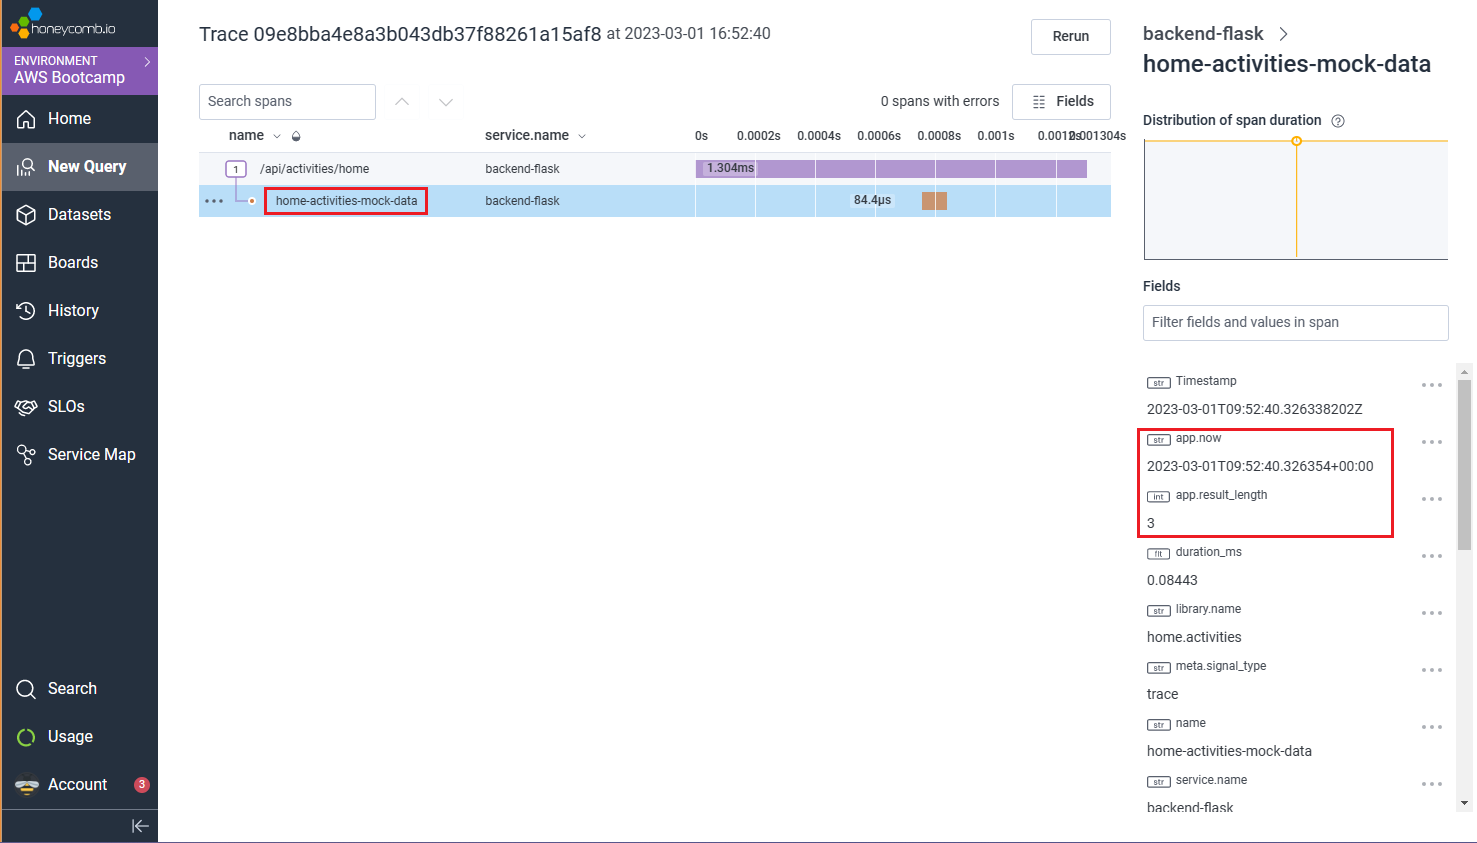 honeycomb.io
ENVIRONMENT
AWS Bootcamp
Home
New Query
Datasets
Boards
History
Triggers
SLOs
Service Map
Search
Usage
Account 3
Trace 09e8bba4e8a3b043db37f88261a15af8 at 2023-03-01 16:52:40
Rerun
Search spans
0 spans with errors
Fields
name service.name 0s 0.0002s 0.0004s 0.0006s 0.0008s 0.001s 0.0012s 0.001304s
1 /api/activities/home backend-flask 1.304ms
home-activities-mock-data backend-flask 84.4µs
backend-flask
home-activities-mock-data
Distribution of span duration
Fields
Filter fields and values in span
str Timestamp
2023-03-01T09:52:40.326338202Z
str app.now
2023-03-01T09:52:40.326354+00:00
int app.result_length
3
flt duration_ms
0.08443
str library.name
home.activities
str meta.signal_type
trace
str name
home-activities-mock-data
str service.name
backend-flask